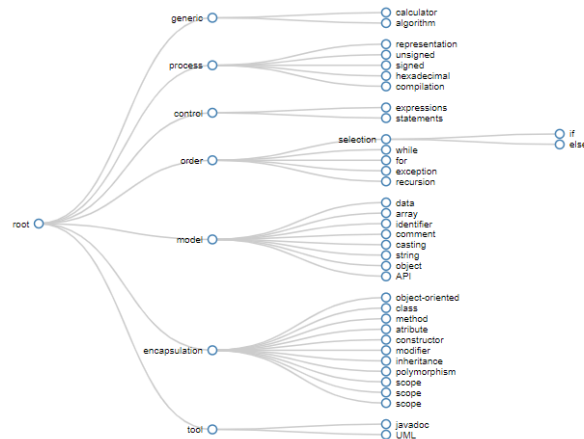 root
generic
calculator
algorithm
process
representation
unsigned
signed
hexadecimal
compilation
control
expressions
statements
order
selection
if
else
while
for
exception
recursion
model
data
array
identifier
comment
casting
string
object
API
encapsulation
object-oriented
class
method
atribute
constructor
modifier
inheritance
polymorphism
scope
scope
scope
tool
javadoc
UML